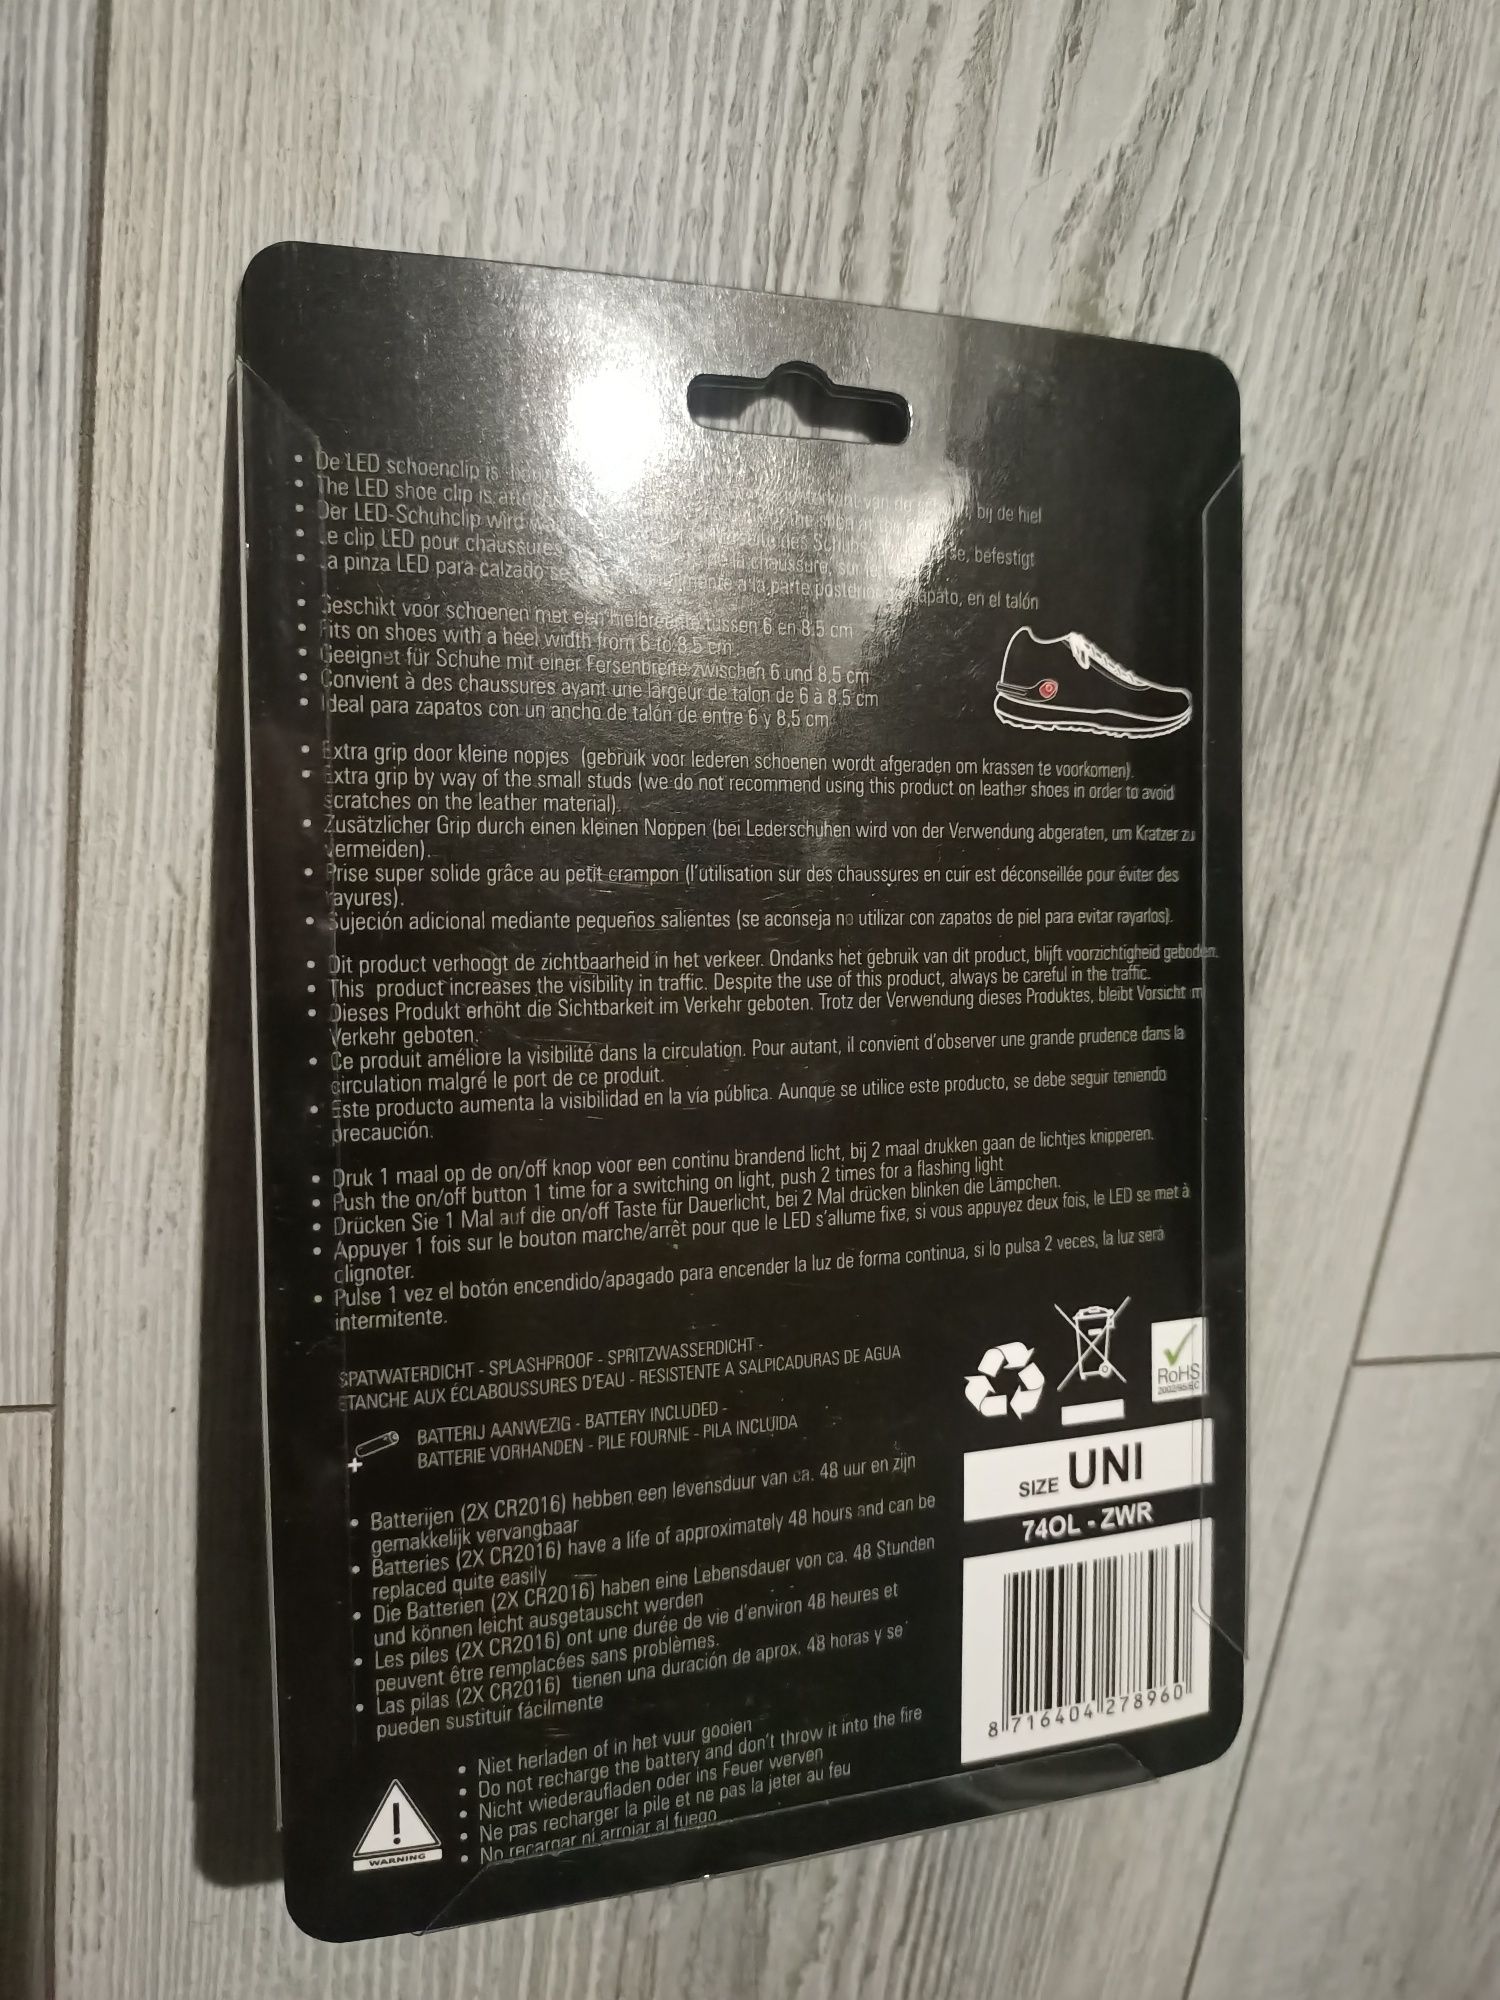 • De LED schoenclip is van de bij de hiel
• The LED shoe clip is
• Der LED-Schuhclip wird des befestigt
• Le clip LED pour chaussures chaussure, sur
• La pinza LED para calzado se a la parte posterior zapato, en el talón
• Geschikt voor schoenen met een hielbreedte tussen 6 en 8.5 cm
• Fits on shoes with a heel width from 6 to 8.5 cm.
• Geeignet für Schuhe mit einer Fersenbreite zwischen 6 und 8,5 cm
• Convient à des chaussures ayant une largeur de talon de 6 à 8.5 cm
• Ideal para zapatos con un ancho de talón de entre 6 y 8,5 cm
• Extra grip door kleine nopjes (gebruik voor lederen schoenen wordt afgeraden om krassen te voorkomen).
• Extra grip by way of the small studs (we do not recommend using this product on leather shoes in order to avoid
scratches on the leather material).
• Zusätzlicher Grip durch einen kleinen Noppen (bei Lederschuhen wird von der Verwendung abgeraten, um Kratzer zu
vermeiden).
• Prise super solide grâce au petit crampon (l'utilisation sur des chaussures en cuir est déconseillée pour éviter des
rayures).
• Sujeción adicional mediante pequeños salientes (se aconseja no utilizar con zapatos de piel para evitar rayarlos).
• Dit product verhoogt de zichtbaarheid in het verkeer. Ondanks het gebruik van dit product, blijft voorzichtigheid geboden.
• This product increases the visibility in traffic. Despite the use of this product, always be careful in the traffic.
• Dieses Produkt erhöht die Sichtbarkeit im Verkehr geboten. Trotz der Verwendung dieses Produktes, bleibt Vorsicht im
Verkehr geboten.
• Ce produit améliore la visibilité dans la circulation. Pour autant, il convient d'observer une grande prudence dans la
circulation malgré le port de ce produit.
• Este producto aumenta la visibilidad en la vía pública. Aunque se utilice este producto, se debe seguir teniendo
precaución.
• Druk 1 maal op de on/off knop voor een continu brandend licht, bij 2 maal drukken gaan de lichtjes knipperen.
• Push the on/off button 1 time for a switching on light, push 2 times for a flashing light
• Drücken Sie 1 Mal auf die on/off Taste für Dauerlicht, bei 2 Mal drücken blinken die Lämpchen.
• Appuyer 1 fois sur le bouton marche/arrêt pour que le LED s'allume fixe, si vous appuyez deux fois, le LED se met à
clignoter.
• Pulse 1 vez el botón encendido/apagado para encender la luz de forma continua, si lo pulsa 2 veces, la luz será
intermitente.
SPATWATERDICHT - SPLASHPROOF - SPRITZWASSERDICHT -
ETANCHE AUX ÉCLABOUSSURES D'EAU - RESISTENTE A SALPICADURAS DE AGUA
BATTERIJ AANWEZIG - BATTERY INCLUDED -
BATTERIE VORHANDEN - PILE FOURNIE - PILA INCLUIDA
• Batterijen (2X CR2016) hebben een levensduur van ca. 48 uur en zijn
gemakkelijk vervangbaar
• Batteries (2X CR2016) have a life of approximately 48 hours and can be
replaced quite easily
• Die Batterien (2X CR2016) haben eine Lebensdauer von ca. 48 Stunden
und können leicht ausgetauscht werden
• Les piles (2X CR2016) ont une durée de vie d'environ 48 heures et
peuvent être remplacées sans problèmes.
• Las pilas (2X CR2016) tienen una duración de aprox. 48 horas y se
pueden sustituir fácilmente
WARNING
• Niet herladen of in het vuur gooien
• Do not recharge the battery and don't throw it into the fire
• Nicht wiederaufladen oder ins Feuer werven
• Ne pas recharger la pile et ne pas la jeter au feu
• No recargar ni arrojar al fuego
RoHS
2002/95/EC
SIZE UNI
74OL - ZWR
8 716404 278960